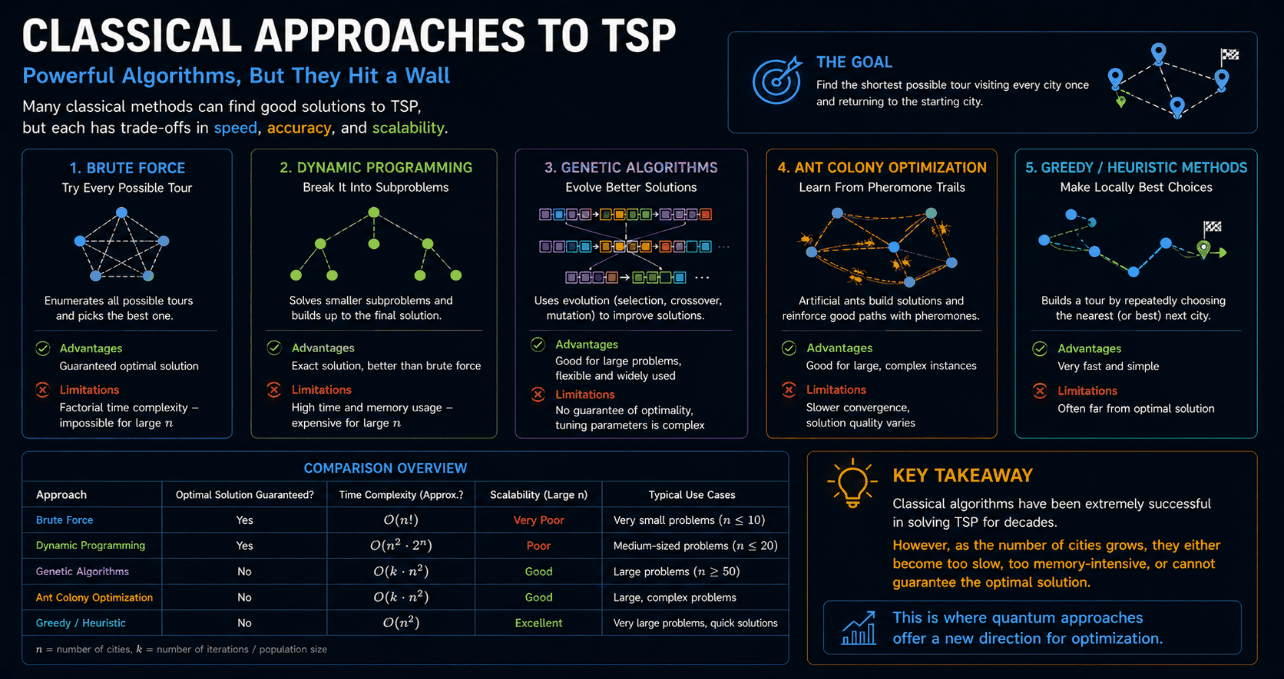 CLASSICAL APPROACHES TO TSP
Powerful Algorithms, But They Hit a Wall
Many classical methods can find good solutions to TSP,
but each has trade-offs in speed, accuracy, and scalability.
THE GOAL
Find the shortest possible tour visiting every city once
and returning to the starting city.
1. BRUTE FORCE
Try Every Possible Tour
Enumerates all possible tours
and picks the best one.
Advantages
Guaranteed optimal solution
Limitations
Factorial time complexity –
impossible for large n
2. DYNAMIC PROGRAMMING
Break It Into Subproblems
Solves smaller subproblems and
builds up to the final solution.
Advantages
Exact solution, better than brute force
Limitations
High time and memory usage –
expensive for large n
3. GENETIC ALGORITHMS
Evolve Better Solutions
Uses evolution (selection, crossover,
mutation) to improve solutions.
Advantages
Good for large problems,
flexible and widely used
Limitations
No guarantee of optimality,
tuning parameters is complex
4. ANT COLONY OPTIMIZATION
Learn From Pheromone Trails
Artificial ants build solutions and
reinforce good paths with pheromones.
Advantages
Good for large, complex instances
Limitations
Slower convergence,
solution quality varies
5. GREEDY / HEURISTIC METHODS
Make Locally Best Choices
Builds a tour by repeatedly choosing
the nearest (or best) next city.
Advantages
Very fast and simple
Limitations
Often far from optimal solution
COMPARISON OVERVIEW
Approach Optimal Solution Guaranteed? Time Complexity (Approx.? Scalability (Large n) Typical Use Cases
Brute Force Yes O(n!) Very Poor Very small problems (n ≤ 10)
Dynamic Programming Yes O(n² · 2ⁿ) Poor Medium-sized problems (n ≤ 20)
Genetic Algorithms No O(k · n²) Good Large problems (n ≥ 50)
Ant Colony Optimization No O(k · n²) Good Large, complex problems
Greedy / Heuristic No O(n²) Excellent Very large problems, quick solutions
n = number of cities, k = number of iterations / population size
KEY TAKEAWAY
Classical algorithms have been extremely successful
in solving TSP for decades.
However, as the number of cities grows, they either
become too slow, too memory-intensive, or cannot
guarantee the optimal solution.
This is where quantum approaches
offer a new direction for optimization.